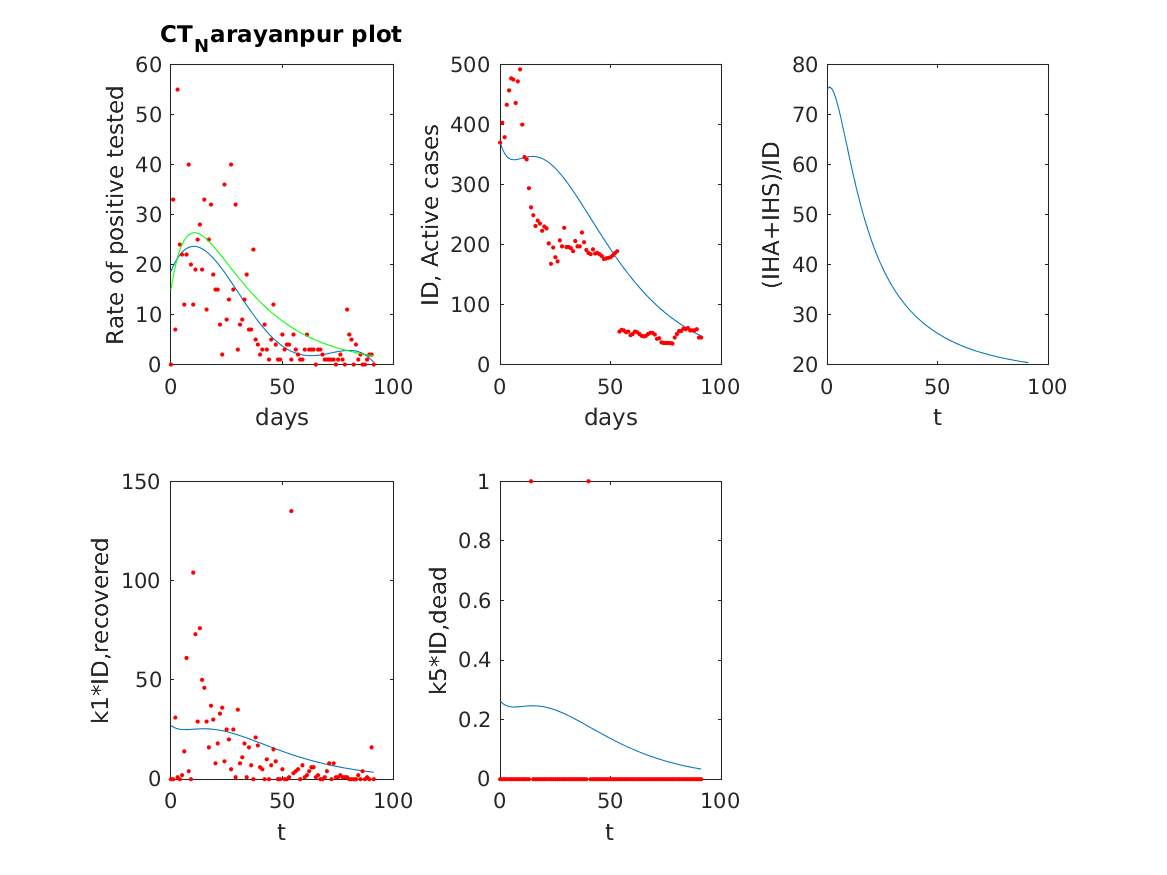 CT_Narayanpur plot
60
50
40
30
20
10
0
0 50 100
Rate of positive tested
days
500
400
300
200
100
0
0 50 100
ID, Active cases
days
80
70
60
50
40
30
20
0 50 100
(IHA+IHS)/ID
t
150
100
50
0
0 50 100
k1*ID,recovered
t
1
0.8
0.6
0.4
0.2
0
0 50 100
k5*ID,dead
t